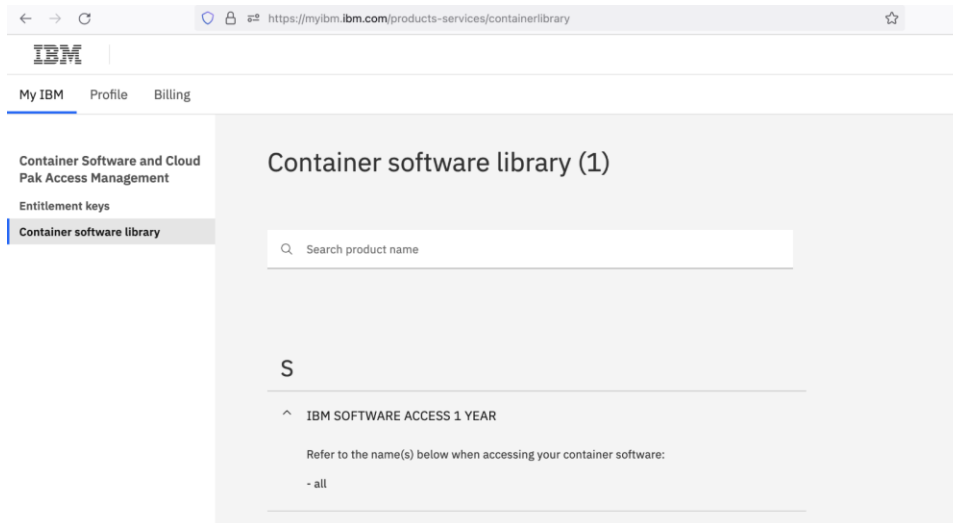 https://myibm.ibm.com/products-services/containerlibrary
IBM
My IBM Profile Billing
Container Software and Cloud
Pak Access Management
Entitlement keys
Container software library
Container software library (1)
Search product name
S
IBM SOFTWARE ACCESS 1 YEAR
Refer to the name(s) below when accessing your container software:
- all